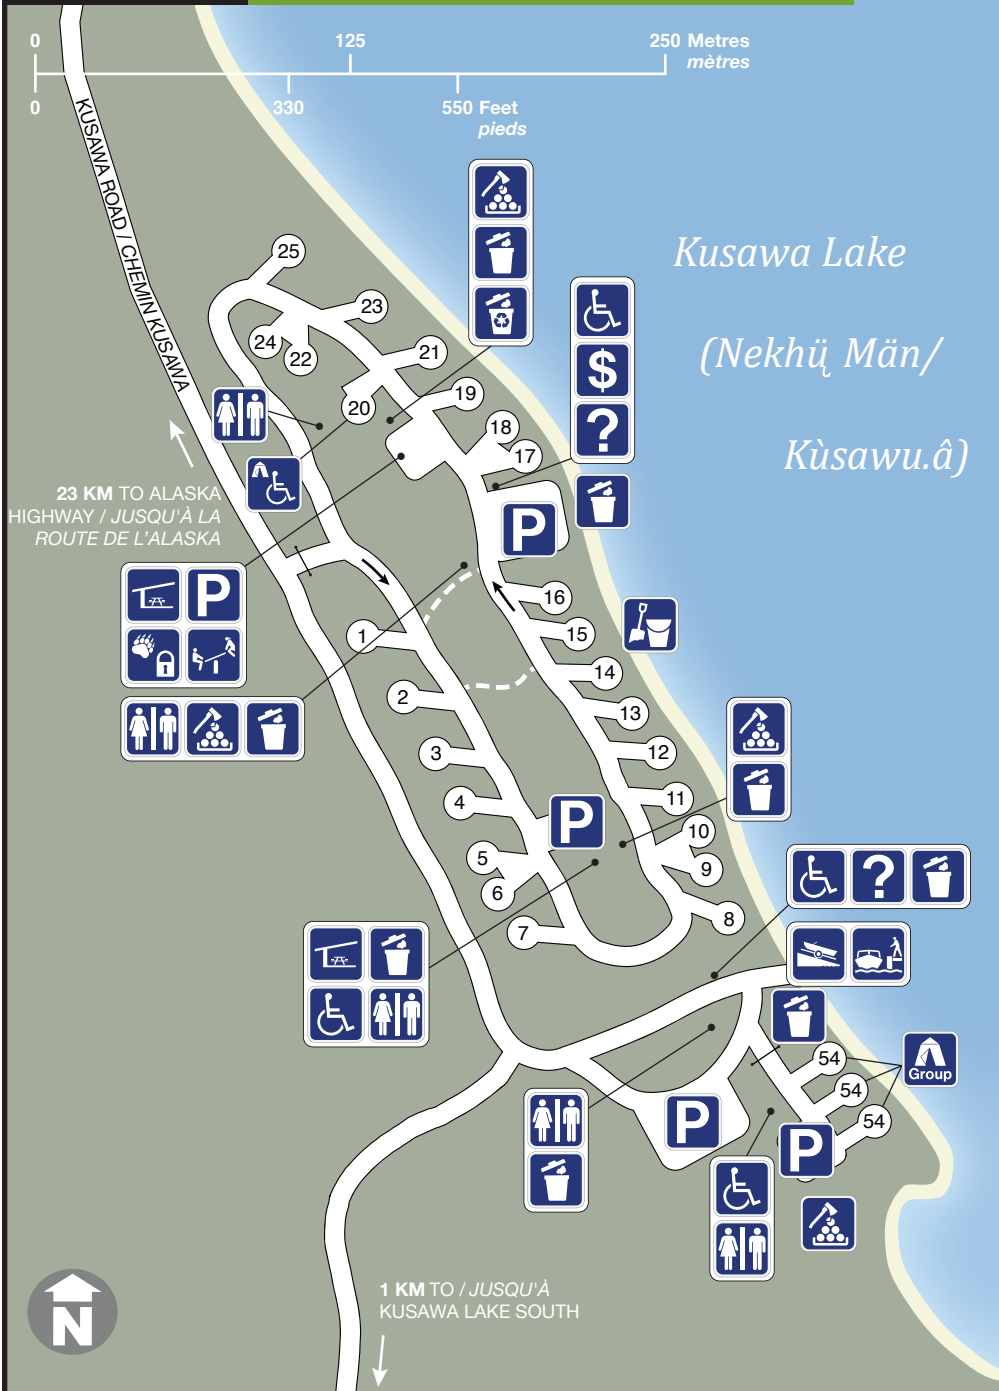 0
125
250 Metres
mètres
0
330
550 Feet
pieds
KUSAWA ROAD / CHEMIN KUSAWA
Kusawa Lake
(Nekhų̈ Män/
Kùsawu.â)
25
23
24
22
21
20
19
18
17
$
?
P
23 KM TO ALASKA
HIGHWAY / JUSQU'À LA
ROUTE DE L'ALASKA
P
16
1
15
14
2
13
3
12
4
11
P
10
5
9
6
8
7
?
54
Group
54
54
P
P
1 KM TO / JUSQU'À
KUSAWA LAKE SOUTH
N